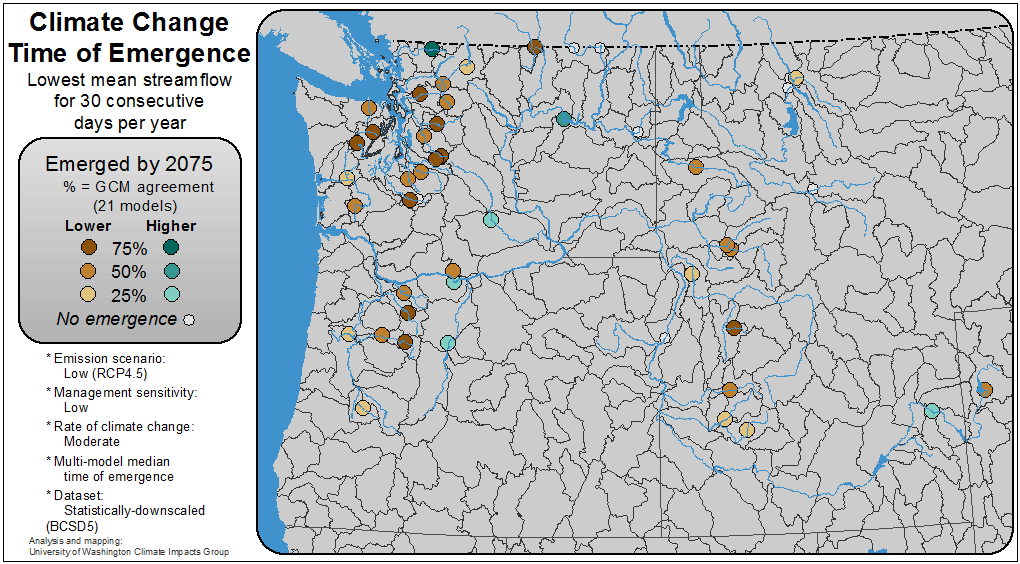 Climate Change
Time of Emergence
Lowest mean streamflow
for 30 consecutive
days per year
Emerged by 2075
% = GCM agreement
(21 models)
Lower Higher
75%
50%
25%
No emergence
* Emission scenario:
Low (RCP4.5)
* Management sensitivity:
Low
* Rate of climate change:
Moderate
* Multi-model median
time of emergence
* Dataset:
Statistically-downscaled
(BCSD5)
Analysis and mapping:
University of Washington Climate Impacts Group